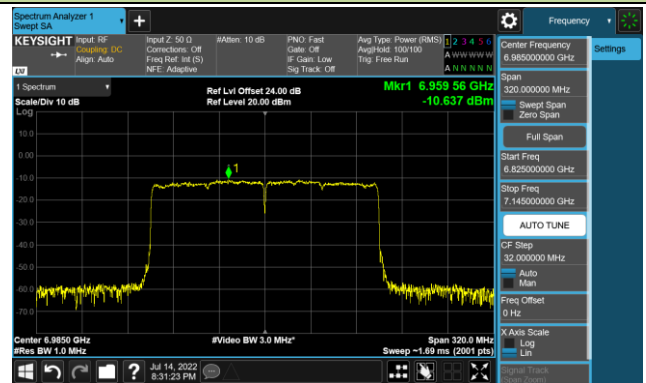 Spectrum Analyzer 1
Swept SA
Frequency
KEYSIGHT
Input: RF
Coupling: DC
Align: Auto
Input Z: 50 Ω
Corrections: Off
Freq Ref: Int (S)
NFE: Adaptive
#Atten: 10 dB
PNO: Fast
Gate: Off
IF Gain: Low
Sig Track: Off
Avg Type: Power (RMS)
Avg|Hold: 100/100
Trig: Free Run
1 2 3 4 5 6
A W W W W W
A N N N N N
LXI
1 Spectrum
Scale/Div 10 dB
Log
Ref Lvl Offset 24.00 dB
Ref Level 20.00 dBm
Mkr1 6.959 56 GHz
-10.637 dBm
1
10.0
0.00
-10.0
-20.0
-30.0
-40.0
-50.0
-60.0
-70.0
Center 6.9850 GHz
#Res BW 1.0 MHz
#Video BW 3.0 MHz*
Span 320.0 MHz
Sweep ~1.69 ms (2001 pts)
Jul 14, 2022
8:31:23 PM
Center Frequency
6.985000000 GHz
Span
320.000000 MHz
Swept Span
Zero Span
Full Span
Start Freq
6.825000000 GHz
Stop Freq
7.145000000 GHz
AUTO TUNE
CF Step
32.000000 MHz
Auto
Man
Freq Offset
0 Hz
X Axis Scale
Log
Lin
Signal Track
(Span Zoom)
Settings